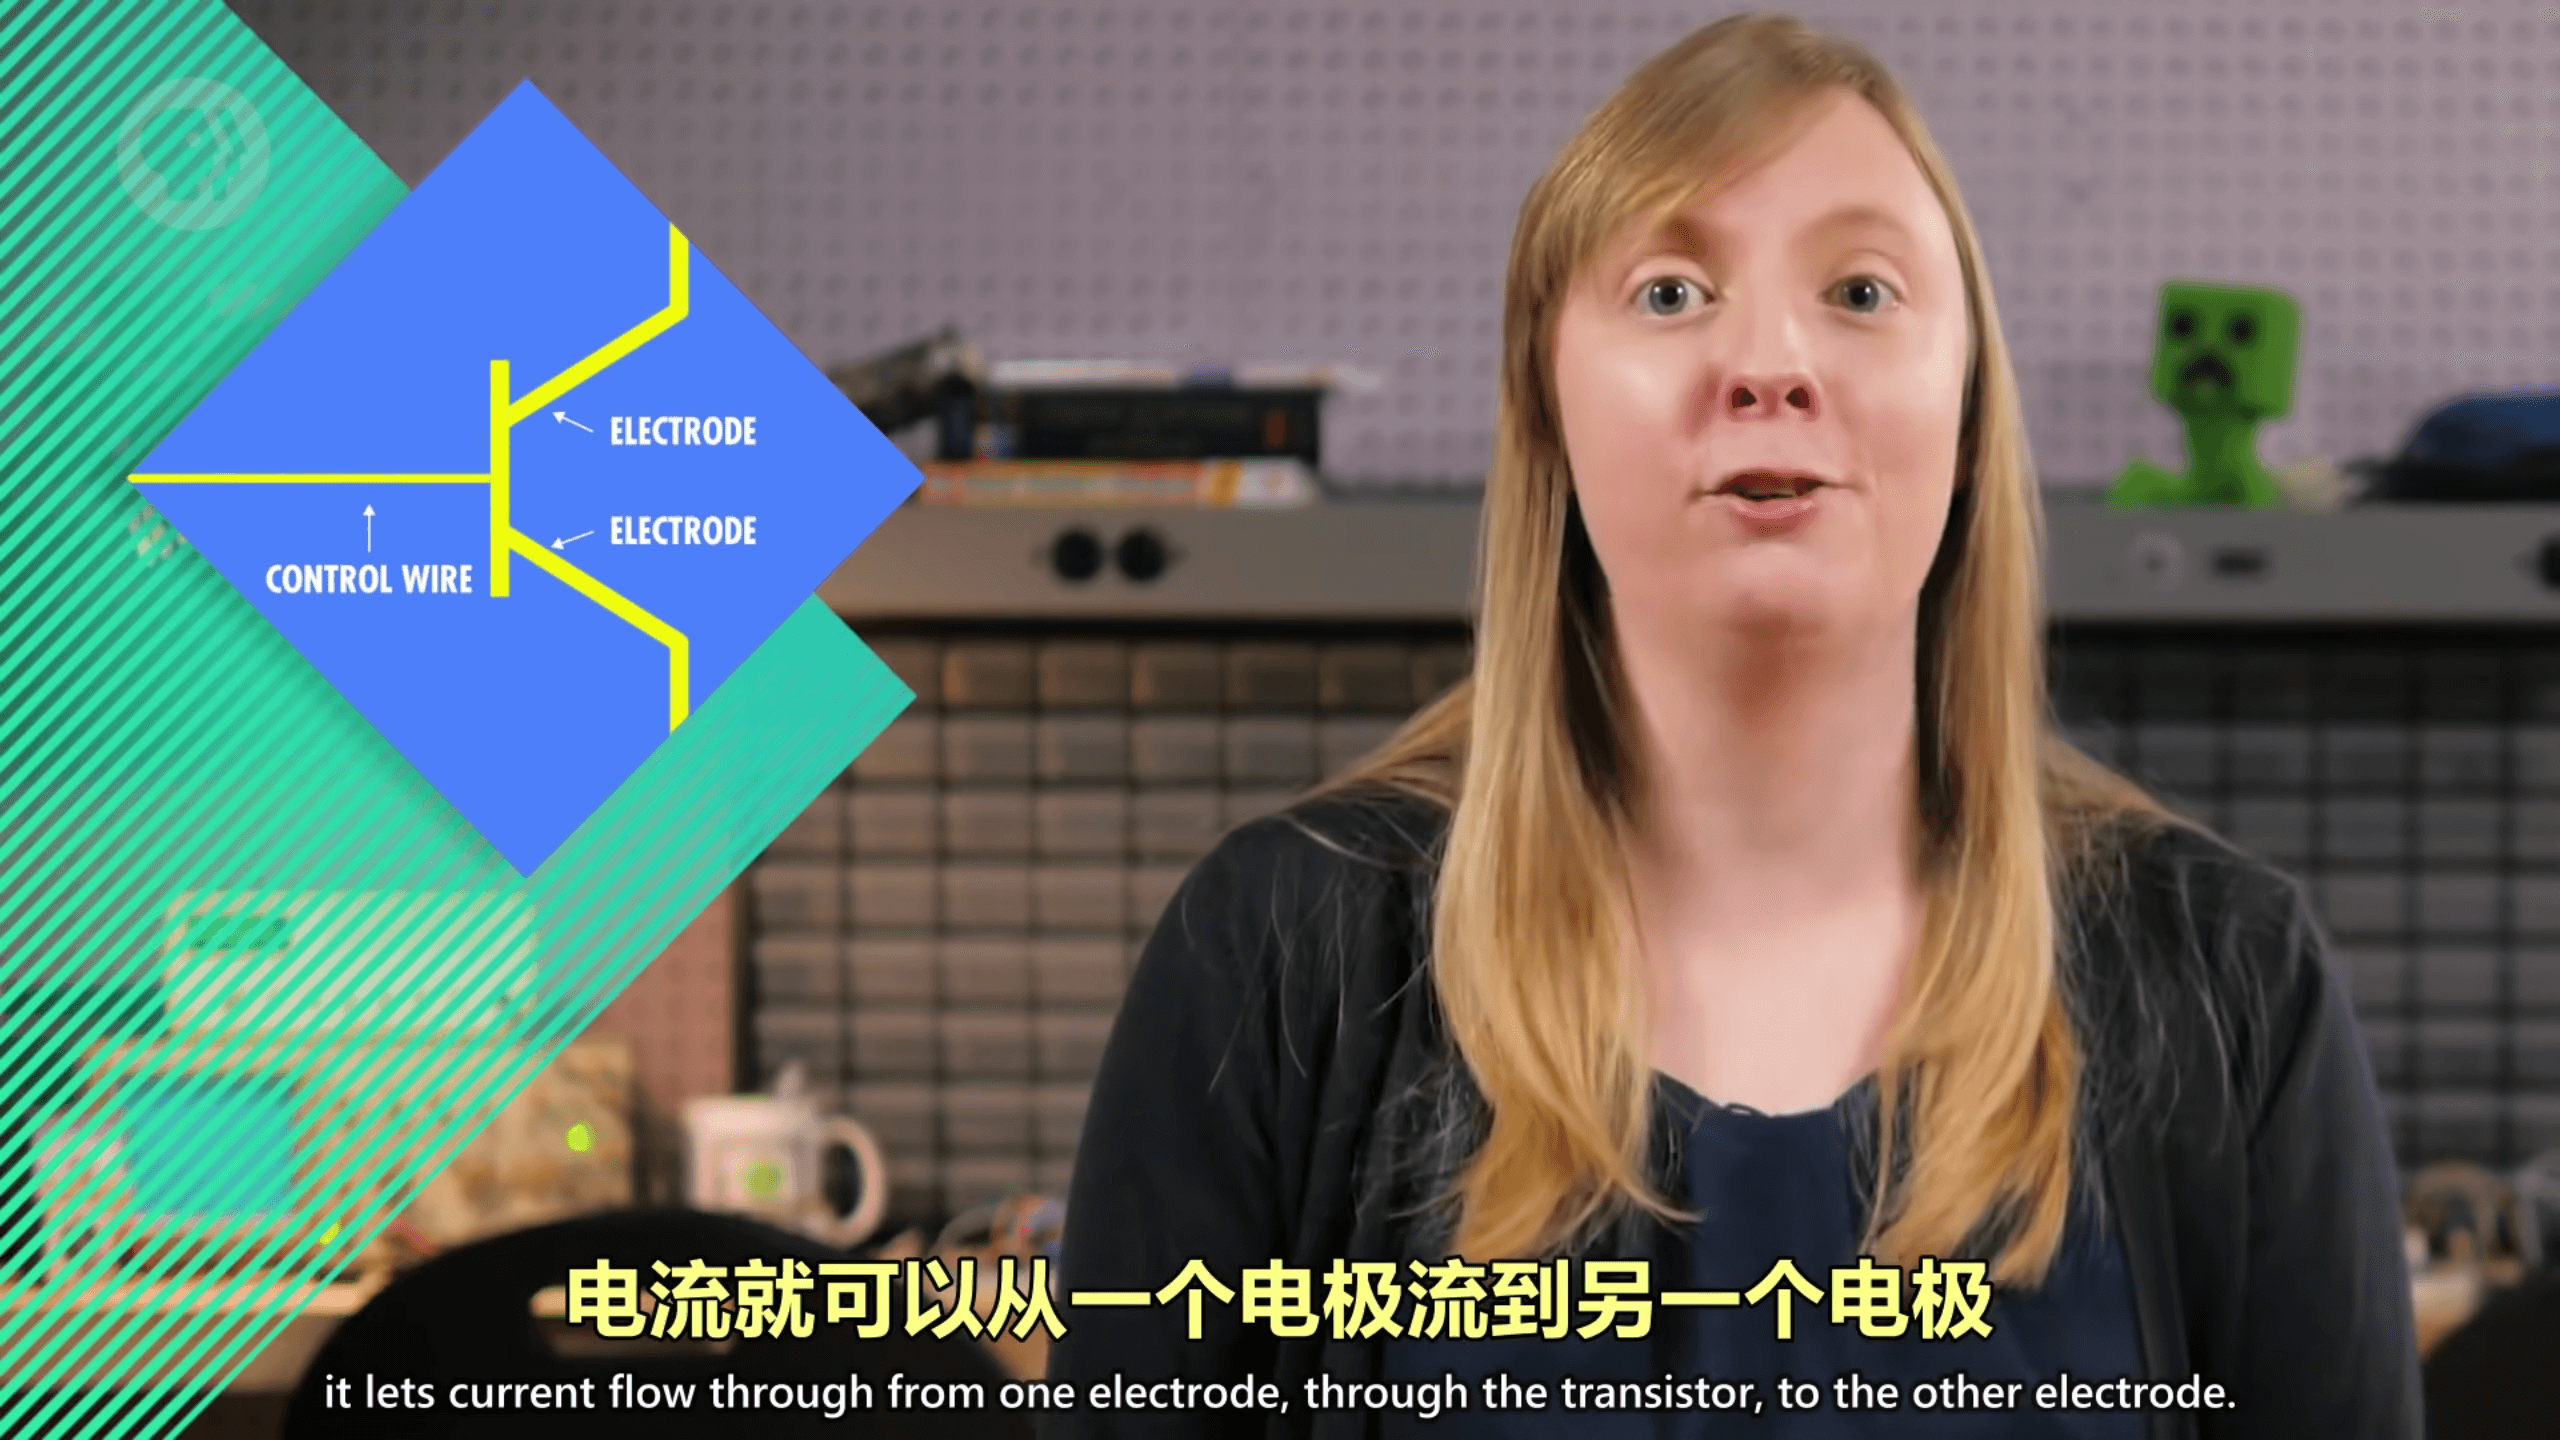 ELECTRODE
ELECTRODE
CONTROL WIRE
电流就可以从一个电极流到另一个电极
it lets current flow through from one electrode, through the transistor, to the other electrode.